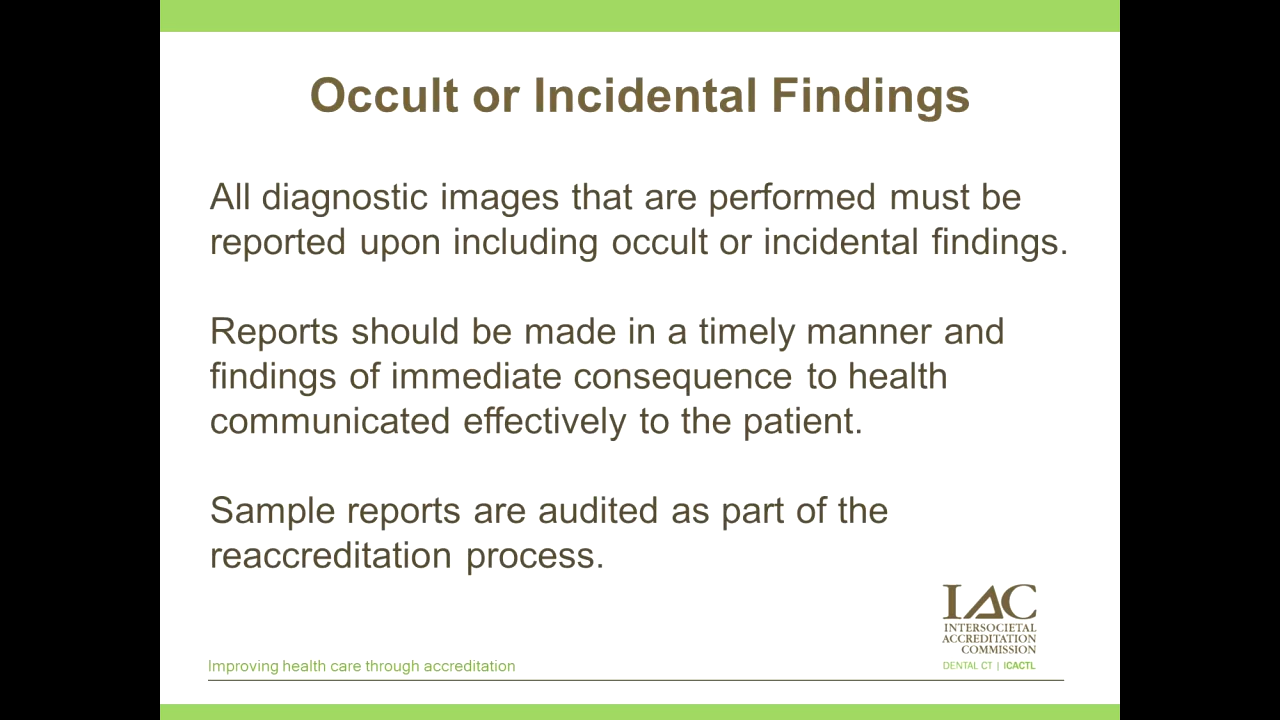 Occult or Incidental Findings
All diagnostic images that are performed must be
reported upon including occult or incidental findings.
Reports should be made in a timely manner and
findings of immediate consequence to health
communicated effectively to the patient.
Sample reports are audited as part of the
reaccreditation process.
IAC
INTERSOCIETAL
ACCREDITATION
COMMISSION
DENTAL CT | ICACTL
Improving health care through accreditation